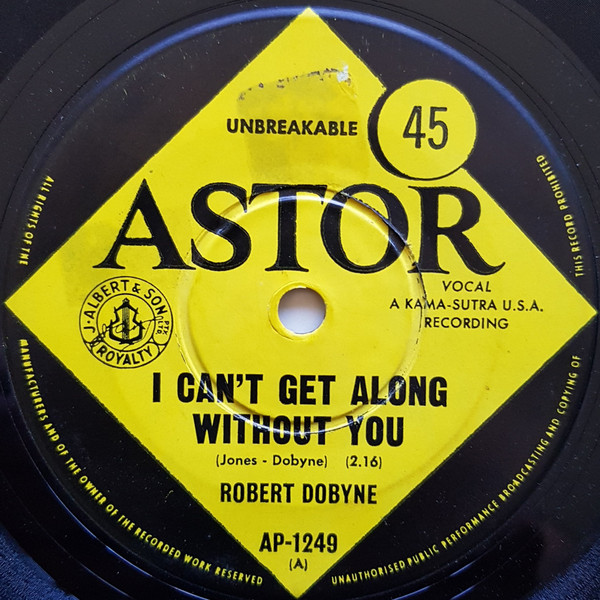 UNBREAKABLE
45
ASTOR
VOCAL
A KAMA-SUTRA U.S.A.
RECORDING
J. ALBERT & SON PTY. LTD.
ROYALTY
I CAN'T GET ALONG
WITHOUT YOU
(Jones - Dobyne) (2.16)
ROBERT DOBYNE
AP-1249
(A)
ALL RIGHTS OF THE
MANUFACTURERS AND OF THE OWNER OF THE RECORDED WORK RESERVED
UNAUTHORISED PUBLIC PERFORMANCE BROADCASTING AND COPYING OF
THIS RECORD PROHIBITED